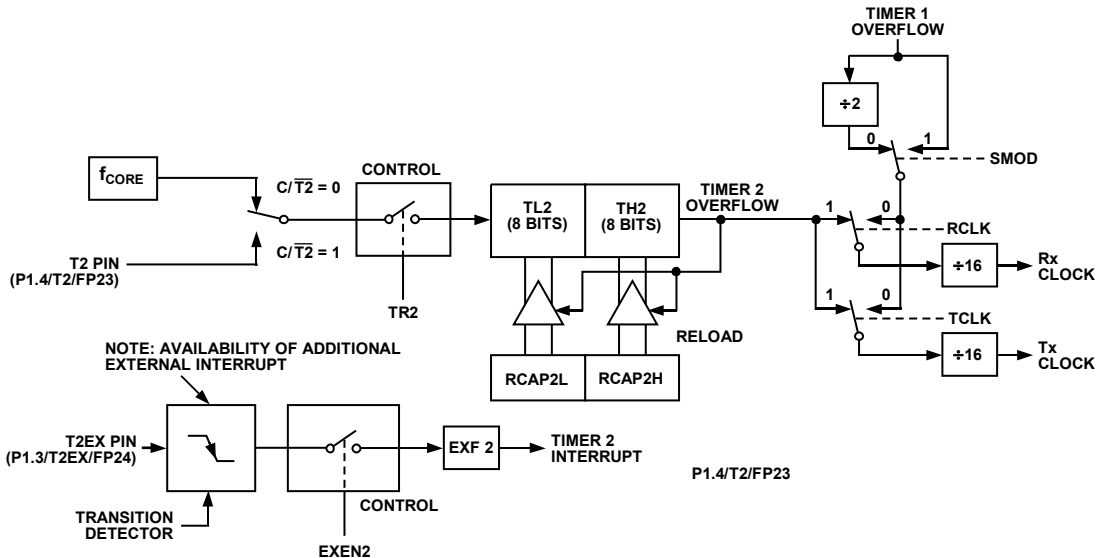 TIMER 1
OVERFLOW
÷2
0
1
SMOD
fCORE
C/T2̅ = 0
CONTROL
TL2
(8 BITS)
TH2
(8 BITS)
TIMER 2
OVERFLOW
1
0
RCLK
C/T2̅ = 1
T2 PIN
(P1.4/T2/FP23)
TR2
÷16
Rx
CLOCK
1
0
TCLK
RELOAD
÷16
Tx
CLOCK
NOTE: AVAILABILITY OF ADDITIONAL
EXTERNAL INTERRUPT
RCAP2L
RCAP2H
T2EX PIN
(P1.3/T2EX/FP24)
EXF 2
TIMER 2
INTERRUPT
P1.4/T2/FP23
CONTROL
TRANSITION
DETECTOR
EXEN2